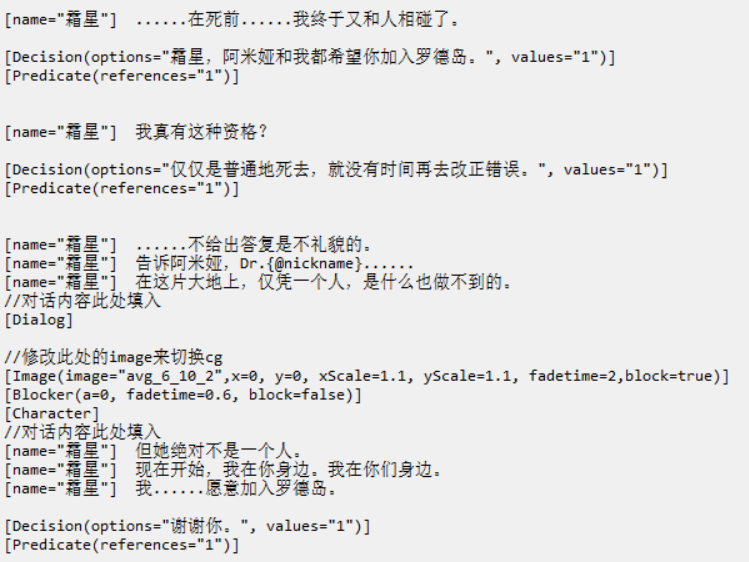 [name="霜星"]  ......在死前......我终于又和人相碰了。
[Decision(options="霜星，阿米娅和我都希望你加入罗德岛。", values="1")]
[Predicate(references="1")]
[name="霜星"]  我真有这种资格？
[Decision(options="仅仅是普通地死去，就没有时间再去改正错误。", values="1")]
[Predicate(references="1")]
[name="霜星"]  ......不给出答复是不礼貌的。
[name="霜星"]  告诉阿米娅，Dr.{@nickname}......
[name="霜星"]  在这片大地上，仅凭一个人，是什么也做不到的。
//对话内容此处填入
[Dialog]
//修改此处的image来切换cg
[Image(image="avg_6_10_2",x=0, y=0, xScale=1.1, yScale=1.1, fadetime=2,block=true)]
[Blocker(a=0, fadetime=0.6, block=false)]
[Character]
//对话内容此处填入
[name="霜星"]  但她绝对不是一个人。
[name="霜星"]  现在开始，我在你身边。我在你们身边。
[name="霜星"]  我......愿意加入罗德岛。
[Decision(options="谢谢你。", values="1")]
[Predicate(references="1")]